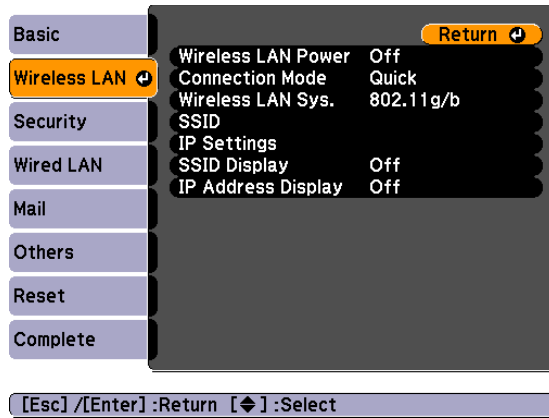 Basic
Wireless LAN
Security
Wired LAN
Mail
Others
Reset
Complete
Return
Wireless LAN Power Off
Connection Mode Quick
Wireless LAN Sys. 802.11g/b
SSID
IP Settings
SSID Display Off
IP Address Display Off
[Esc] /[Enter] :Return [◆] :Select